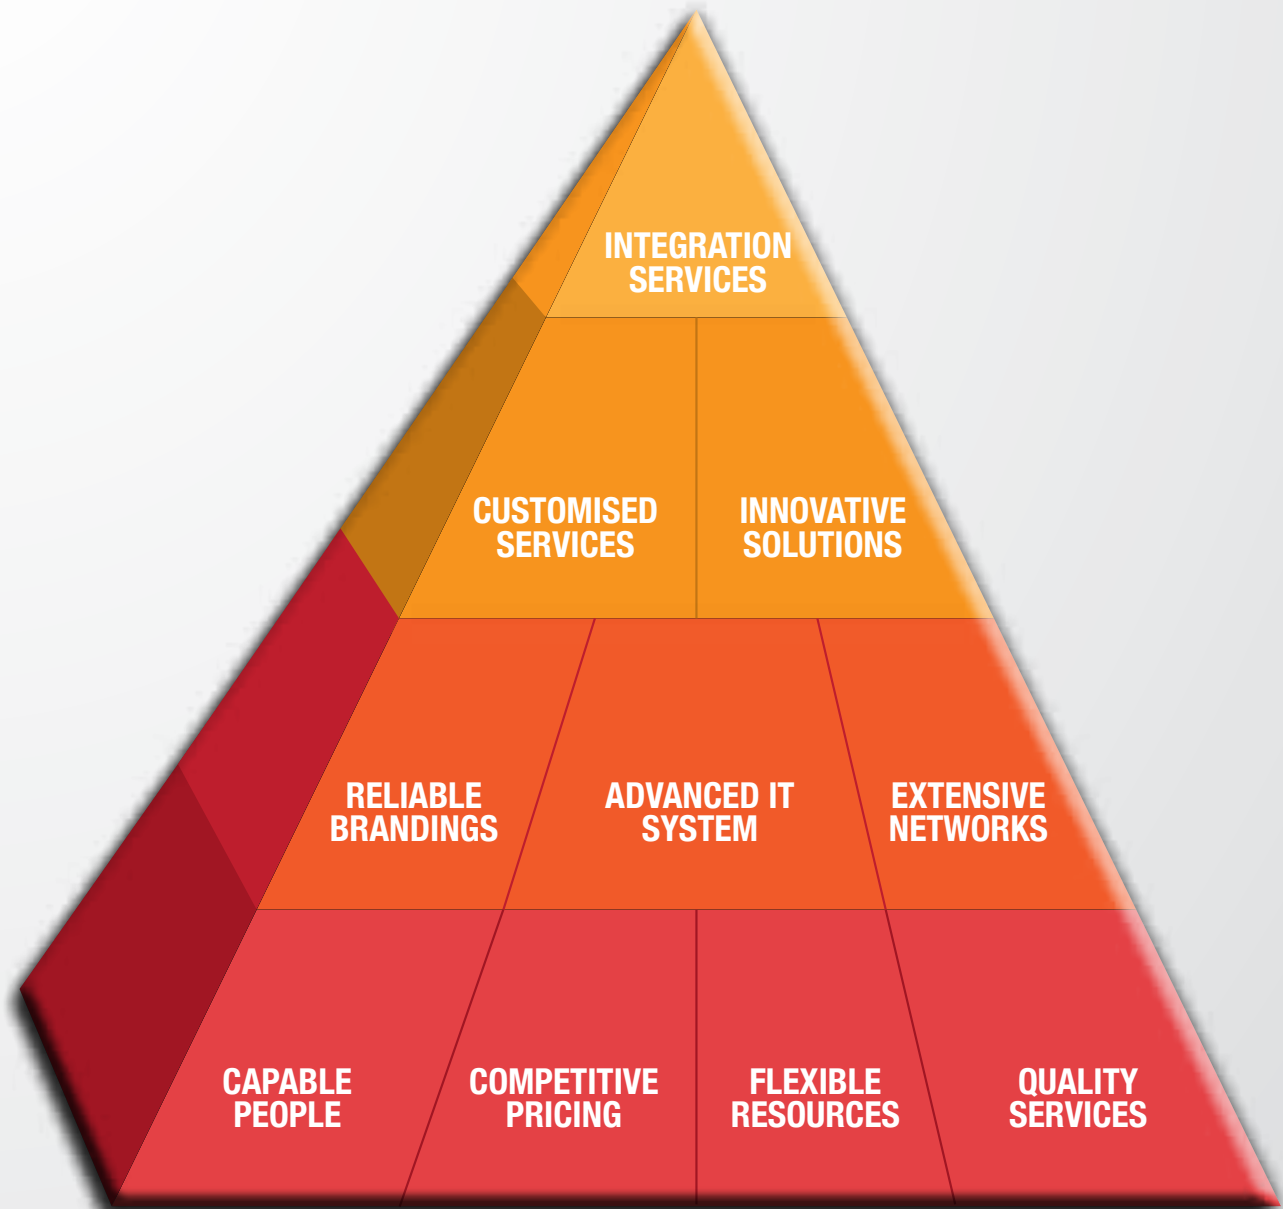 INTEGRATION
SERVICES
CUSTOMISED
SERVICES
INNOVATIVE
SOLUTIONS
RELIABLE
BRANDINGS
ADVANCED IT
SYSTEM
EXTENSIVE
NETWORKS
CAPABLE
PEOPLE
COMPETITIVE
PRICING
FLEXIBLE
RESOURCES
QUALITY
SERVICES